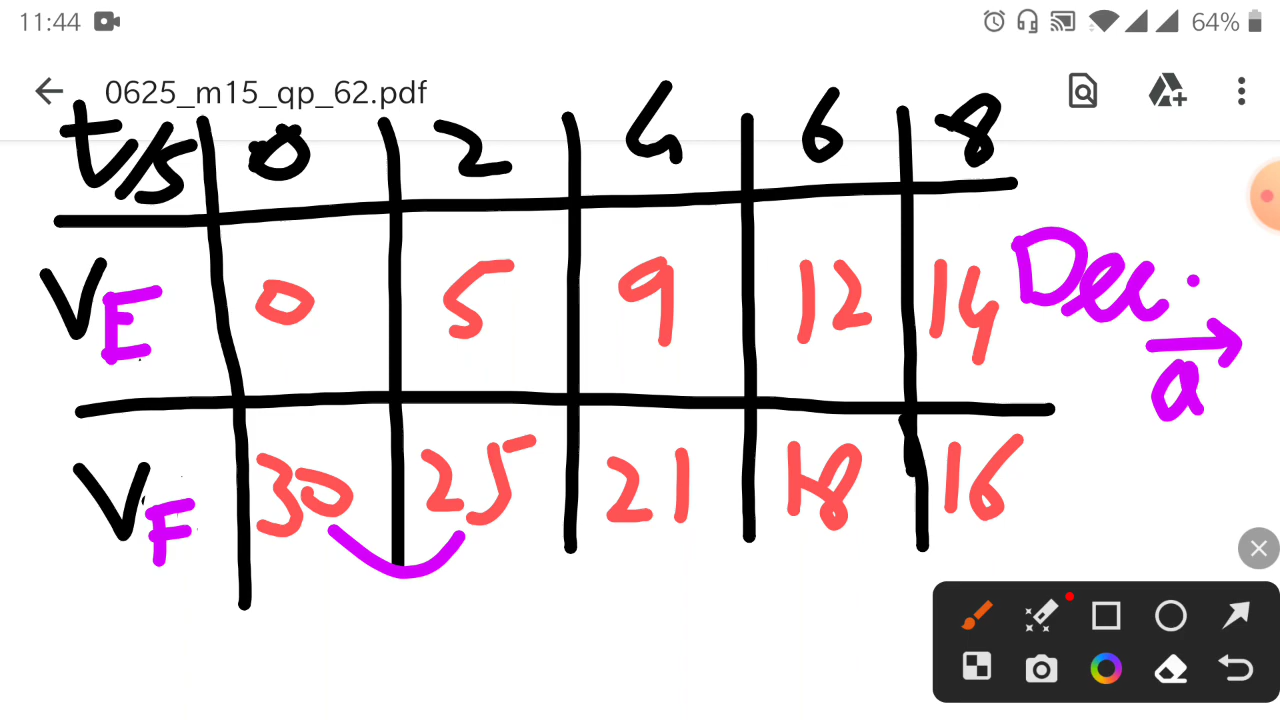 11:44 64%
0625_m15_qp_62.pdf
t/s 0 2 4 6 8
VE 0 5 9 12 14 Dec.
a
VF 30 25 21 18 16